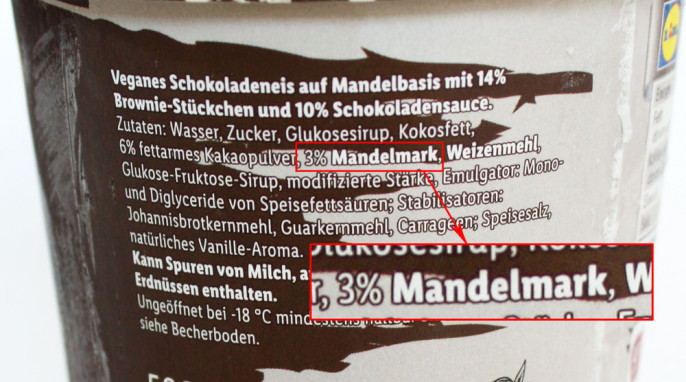 Veganes Schokoladeneis auf Mandelbasis mit 14%
Brownie-Stückchen und 10% Schokoladensauce.
Zutaten: Wasser, Zucker, Glukosesirup, Kokosfett,
6% fettarmes Kakaopulver, 3% Mandelmark, Weizenmehl,
Glukose-Fruktose-Sirup, modifizierte Stärke, Emulgator: Mono-
und Diglyceride von Speisefettsäuren; Stabilisatoren:
Johannisbrotkernmehl, Guarkernmehl, Carrageen; Speisesalz,
natürliches Vanille-Aroma.
Kann Spuren von Milch,
Erdnüssen enthalten.
Ungeöffnet bei -18 °C mindestens
siehe Becherboden.
3% Mandelmark, W